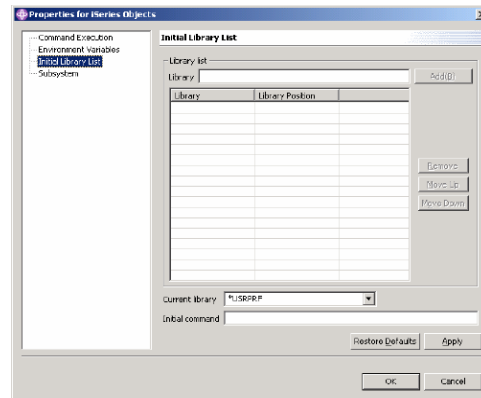 Properties for iSeries Objects
Command Execution
Environment Variables
Initial Library List
Subsystem
Initial Library List
Library list
Library
Add(B)
Library Library Position
Remove
Move Up
Move Down
Current library *USRPRF
Initial command
Restore Defaults Apply
OK Cancel